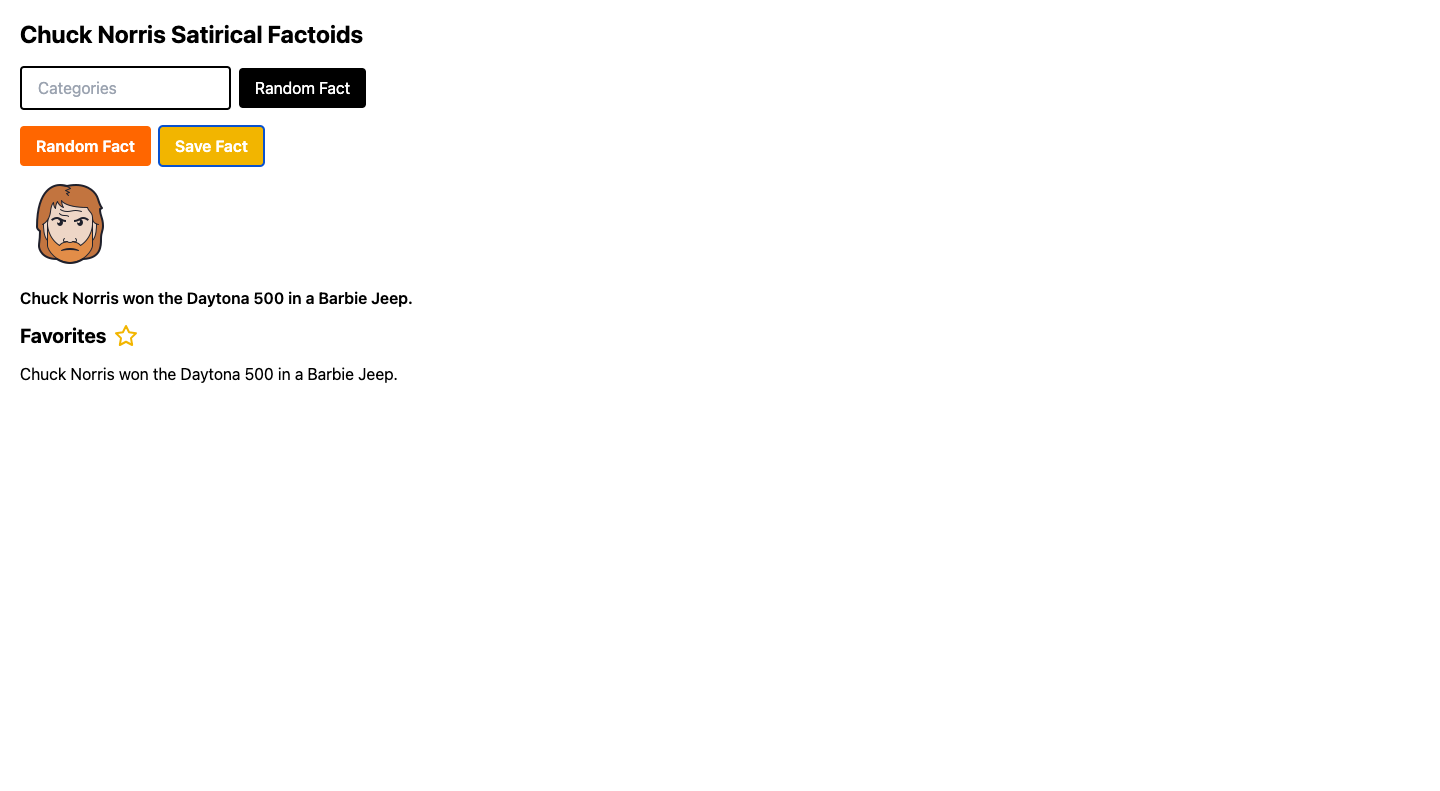 Chuck Norris Satirical Factoids
Categories
Random Fact
Random Fact
Save Fact
Chuck Norris won the Daytona 500 in a Barbie Jeep.
Favorites
Chuck Norris won the Daytona 500 in a Barbie Jeep.